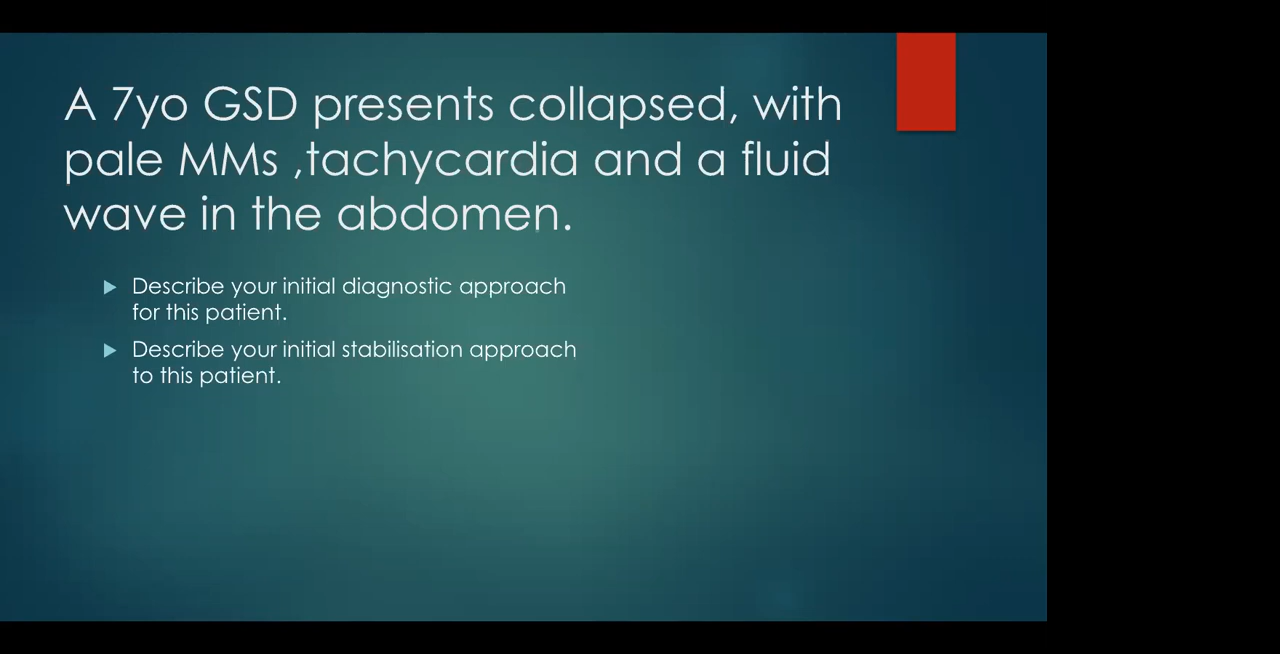 A 7yo GSD presents collapsed, with
pale MMs ,tachycardia and a fluid
wave in the abdomen.
Describe your initial diagnostic approach
for this patient.
Describe your initial stabilisation approach
to this patient.